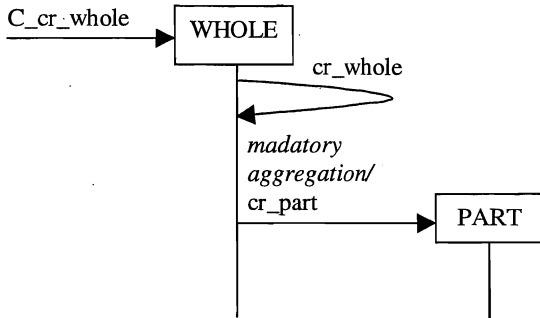 C_cr_whole
WHOLE
cr_whole
madatory
aggregation/
cr_part
PART